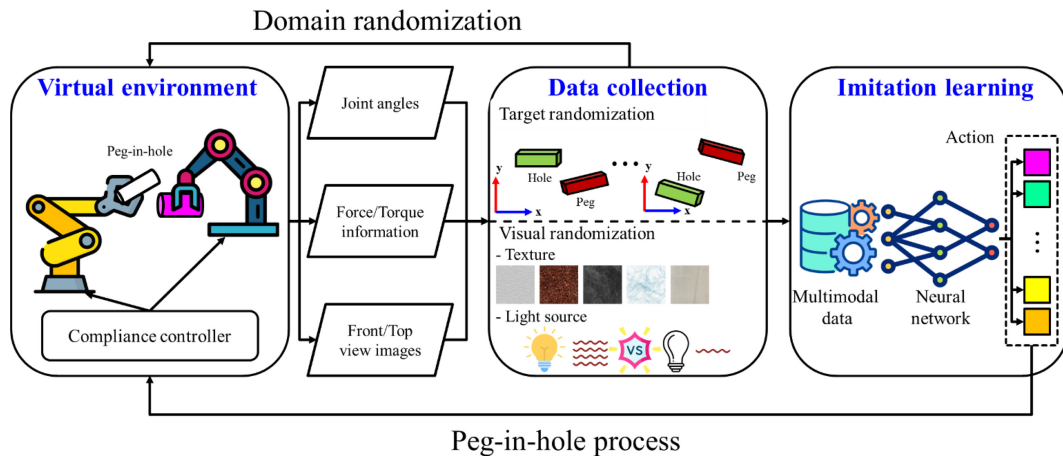 Domain randomization
Virtual environment
Peg-in-hole
Compliance controller
Joint angles
Force/Torque
information
Front/Top
view images
Data collection
Target randomization
y
Hole
Peg
x
y
Hole
Peg
x
Visual randomization
- Texture
- Light source
VS
Imitation learning
Action
Multimodal
data
Neural
network
Peg-in-hole process